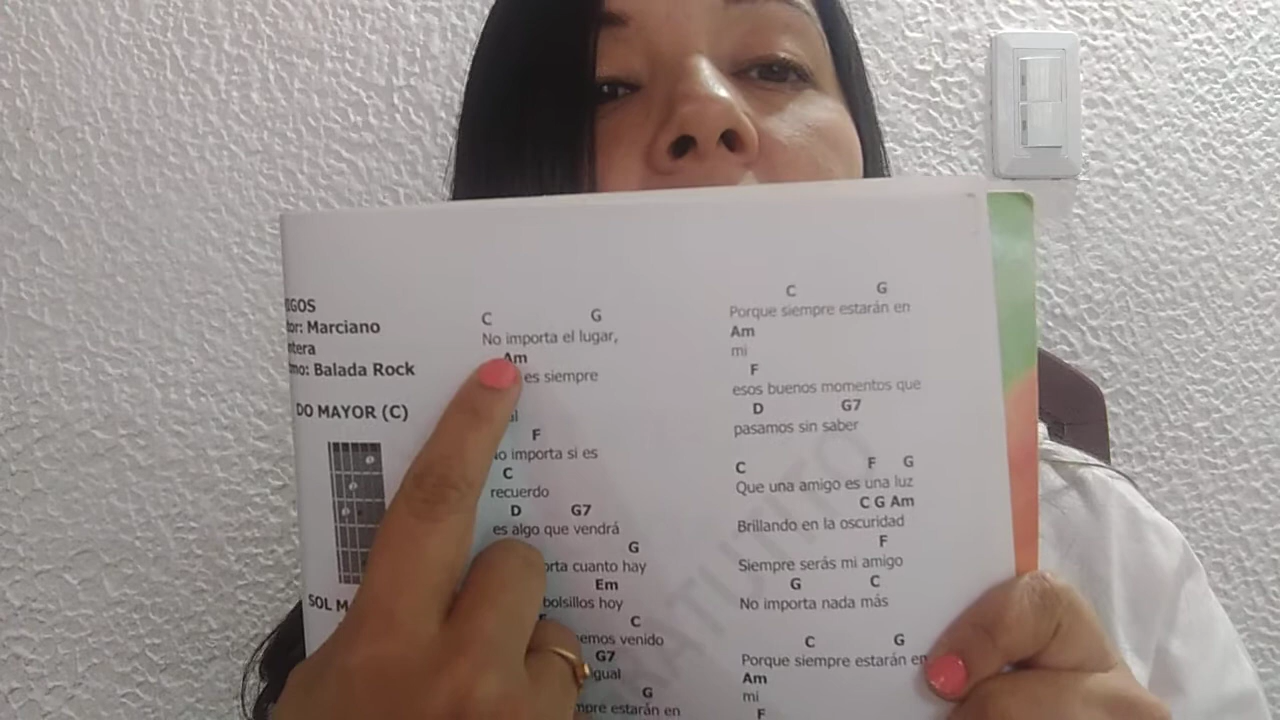 IGOS
tor: Marciano
ntera
mo: Balada Rock
DO MAYOR (C)
SOL M
C G
No importa el lugar,
Am
es siempre
al
F
no importa si es
C
recuerdo
D G7
es algo que vendrá
G
orta cuanto hay
Em
bolsillos hoy
C
emos venido
G7
igual
G
mpre estarán en
C G
Porque siempre estarán en
Am
mi
F
esos buenos momentos que
D G7
pasamos sin saber
C F G
Que una amigo es una luz
C G Am
Brillando en la oscuridad
F
Siempre serás mi amigo
G C
No importa nada más
C G
Porque siempre estarán en
Am
mi
F